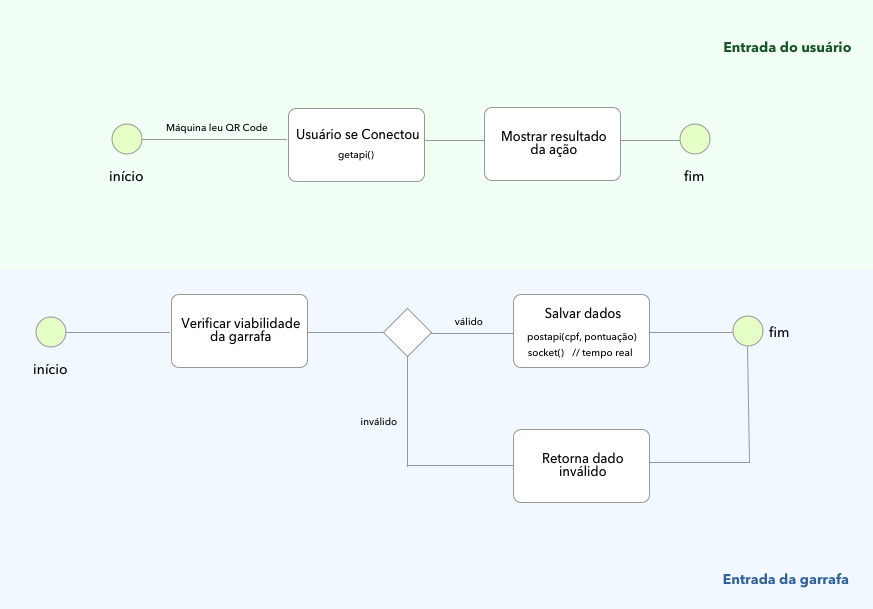 Entrada do usuário
Máquina leu QR Code
Usuário se Conectou
getapi()
Mostrar resultado
da ação
início
fim
Verificar viabilidade
da garrafa
válido
Salvar dados
postapi(cpf, pontuação)
socket() // tempo real
fim
início
inválido
Retorna dado
inválido
Entrada da garrafa